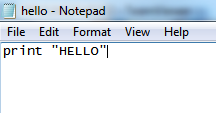 hello - Notepad
File Edit Format View Help
print "HELLO"